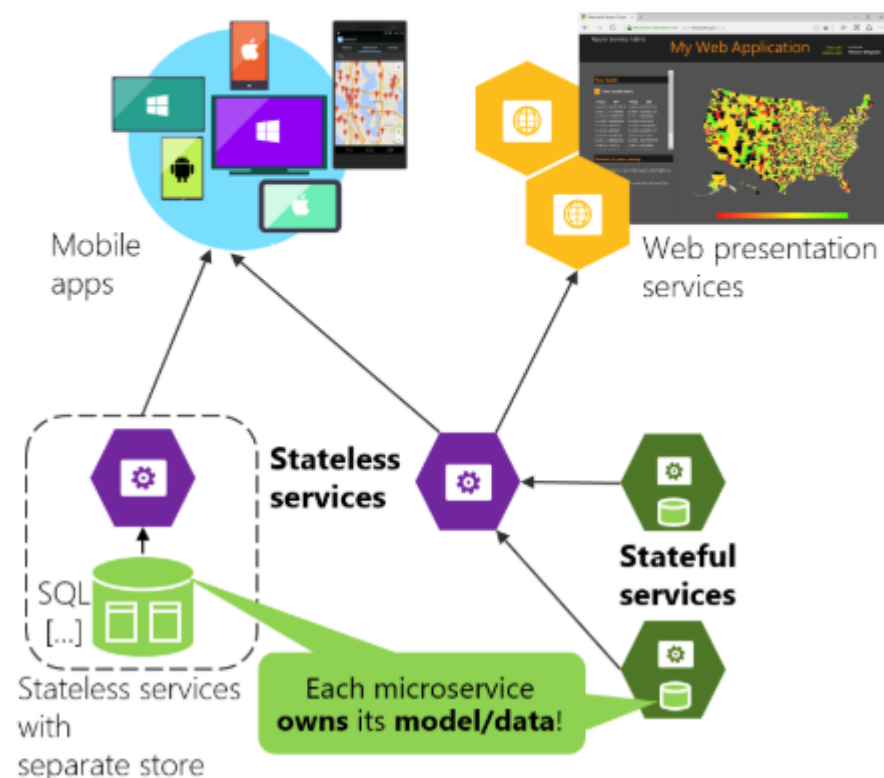 My Web Application
Mobile
apps
Web presentation
services
Stateless
services
SQL
[...]
Stateful
services
Each microservice
owns its model/data!
Stateless services
with
separate store